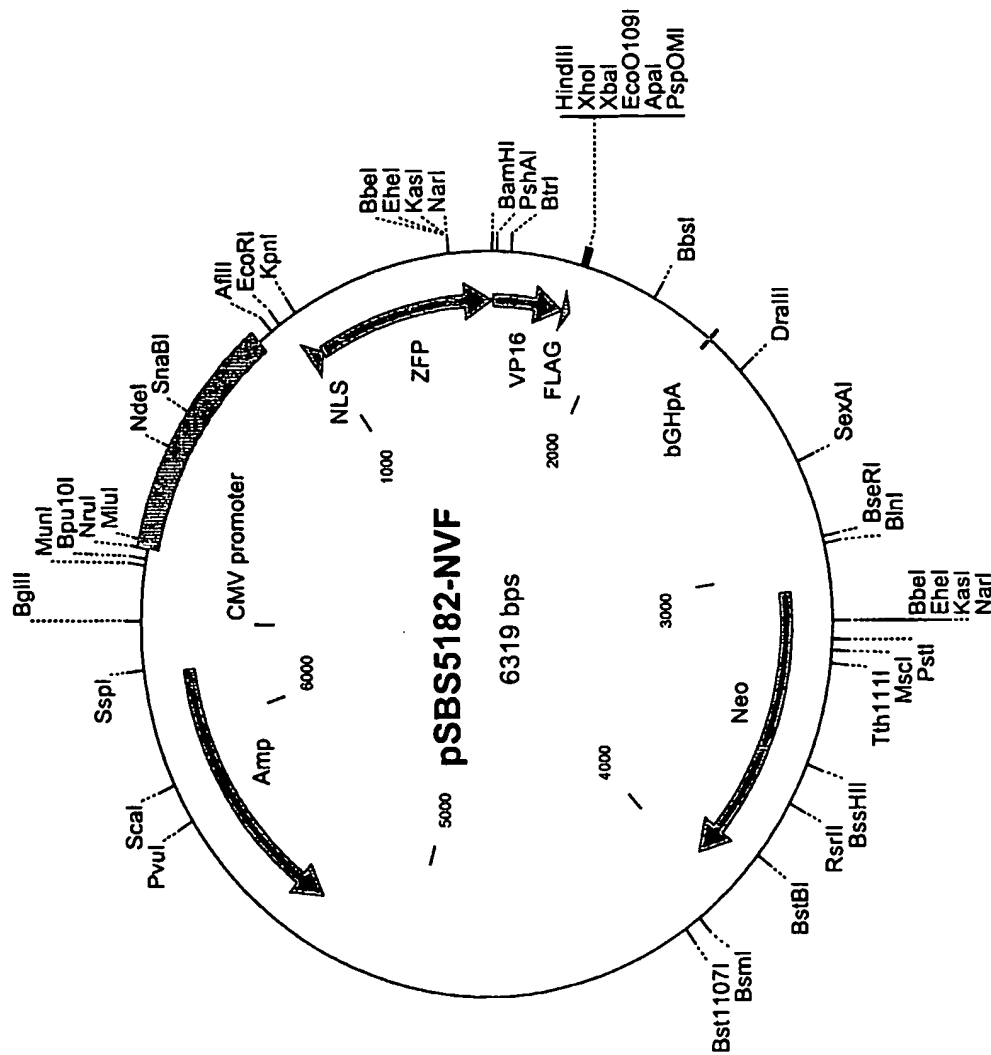 BglII
MunI
Bpu10I
NruI
MluI
NdeI
SnaBI
AflII
EcoRI
KpnI
BbeI
EheI
KasI
NarI
BamHI
PshAI
BtrI
HindIII
XhoI
XbaI
EcoO109I
ApaI
PspOMI
BbsI
DraIII
SexAI
BseRI
BlnI
BbeI
EheI
KasI
NarI
PstI
MscI
Tth111I
BssHII
RsrII
BstBI
BsmI
Bst1107I
PvuI
ScaI
SspI
CMV promoter
NLS
ZFP
VP16
FLAG
bGHpA
Neo
Amp
1000
2000
3000
4000
5000
6000
pSBS5182-NVF
6319 bps